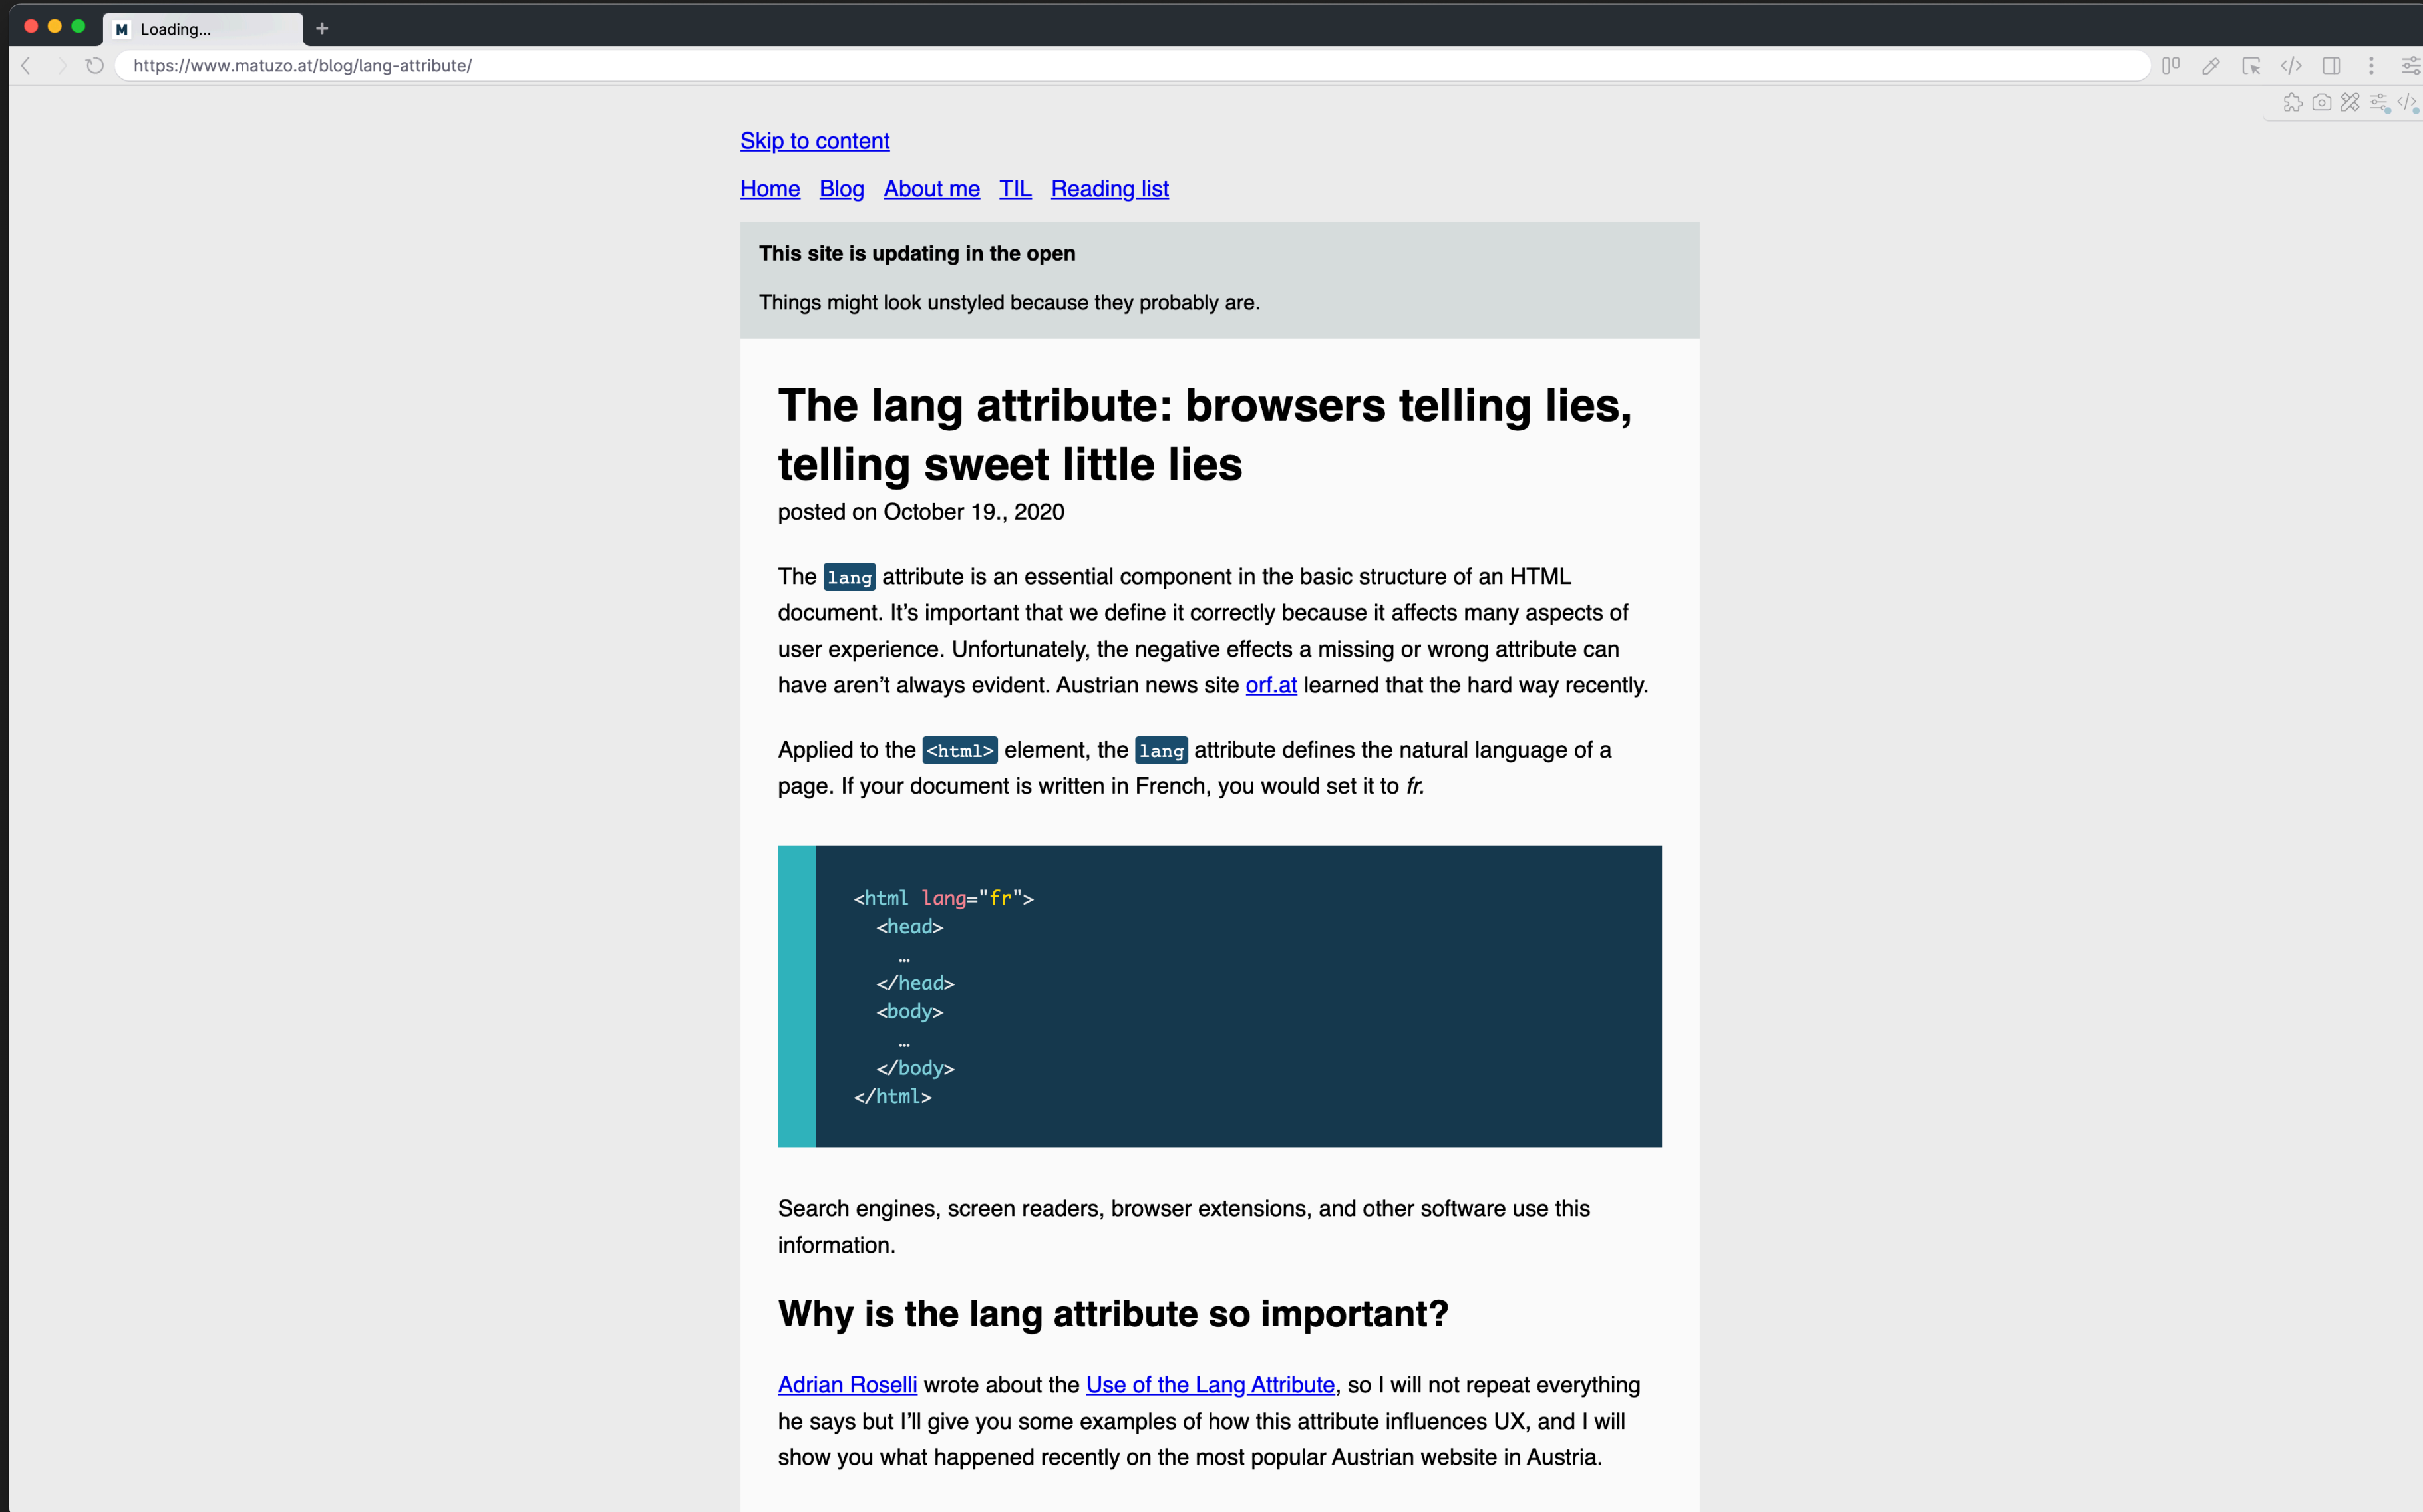 Loading...
https://www.matuzo.at/blog/lang-attribute/
Skip to content
Home Blog About me TIL Reading list
This site is updating in the open
Things might look unstyled because they probably are.
The lang attribute: browsers telling lies,
telling sweet little lies
posted on October 19., 2020
The lang attribute is an essential component in the basic structure of an HTML
document. It’s important that we define it correctly because it affects many aspects of
user experience. Unfortunately, the negative effects a missing or wrong attribute can
have aren’t always evident. Austrian news site orf.at learned that the hard way recently.
Applied to the <html> element, the lang attribute defines the natural language of a
page. If your document is written in French, you would set it to fr.
<html lang="fr">
  <head>
    …
  </head>
  <body>
    …
  </body>
</html>
Search engines, screen readers, browser extensions, and other software use this
information.
Why is the lang attribute so important?
Adrian Roselli wrote about the Use of the Lang Attribute, so I will not repeat everything
he says but I’ll give you some examples of how this attribute influences UX, and I will
show you what happened recently on the most popular Austrian website in Austria.